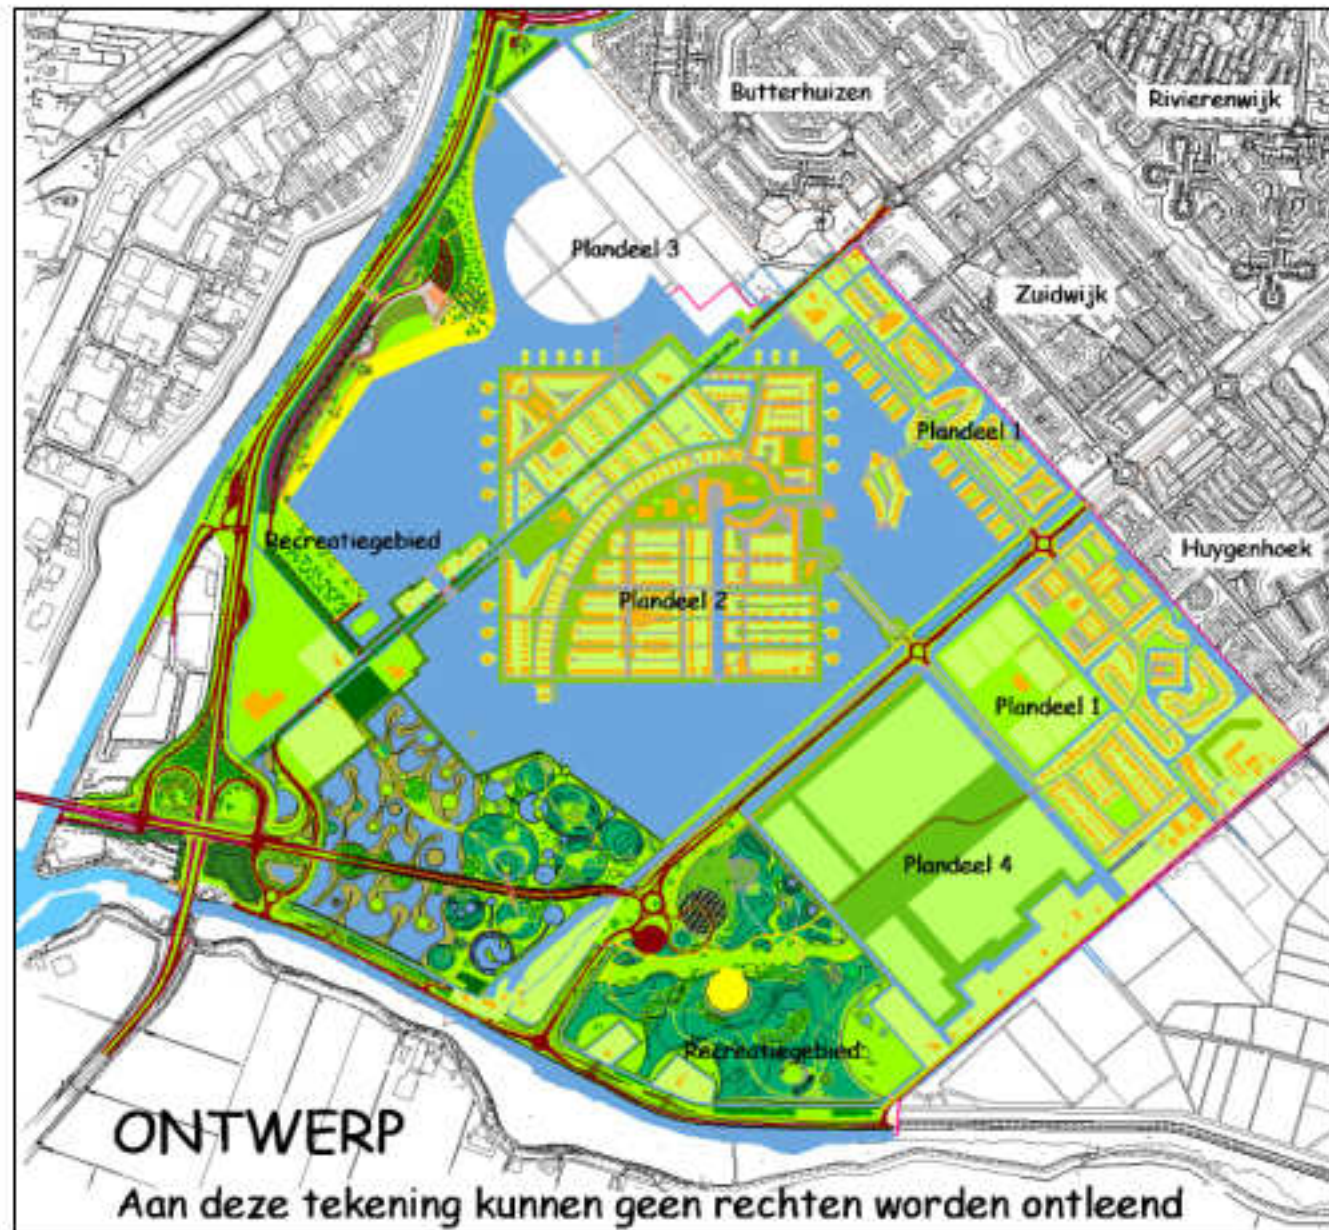 Butterhuizen
Rivierenwijk
Plandeel 3
Zuidwijk
Plandeel 1
Recreatiegebied
Huygenhoek
Plandeel 2
Plandeel 1
Plandeel 4
Recreatiegebied
ONTWERP
Aan deze tekening kunnen geen rechten worden ontleend